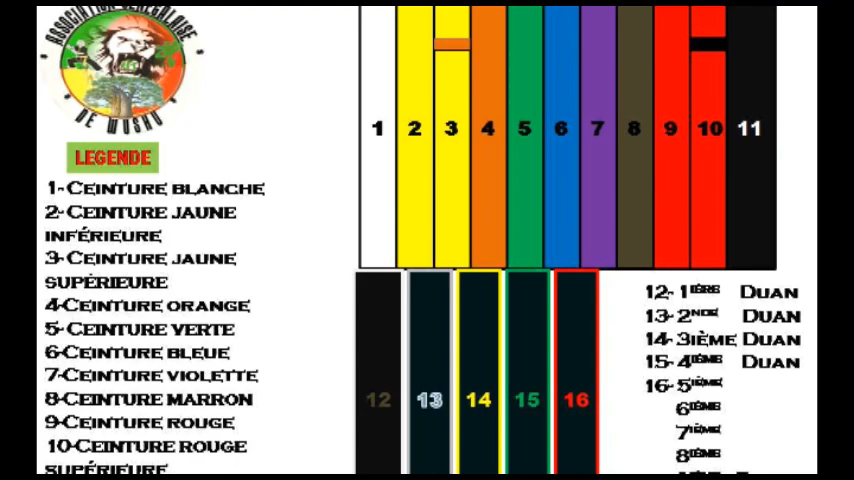 ASSOCIATION SÉNÉGALAISE
DE WUSHU
LEGENDE
1-CEINTURE BLANCHE
2-CEINTURE JAUNE
INFÉRIEURE
3-CEINTURE JAUNE
SUPÉRIEURE
4-CEINTURE ORANGE
5-CEINTURE VERTE
6-CEINTURE BLEUE
7-CEINTURE VIOLETTE
8-CEINTURE MARRON
9-CEINTURE ROUGE
10-CEINTURE ROUGE
SUPÉRIEURE
1 2 3 4 5 6 7 8 9 10 11
12 13 14 15 16
12-1IÈRE DUAN
13-2NDE DUAN
14-3IÈME DUAN
15-4IÈME DUAN
16-5IÈME
6IÈME
7IÈME
8IÈME